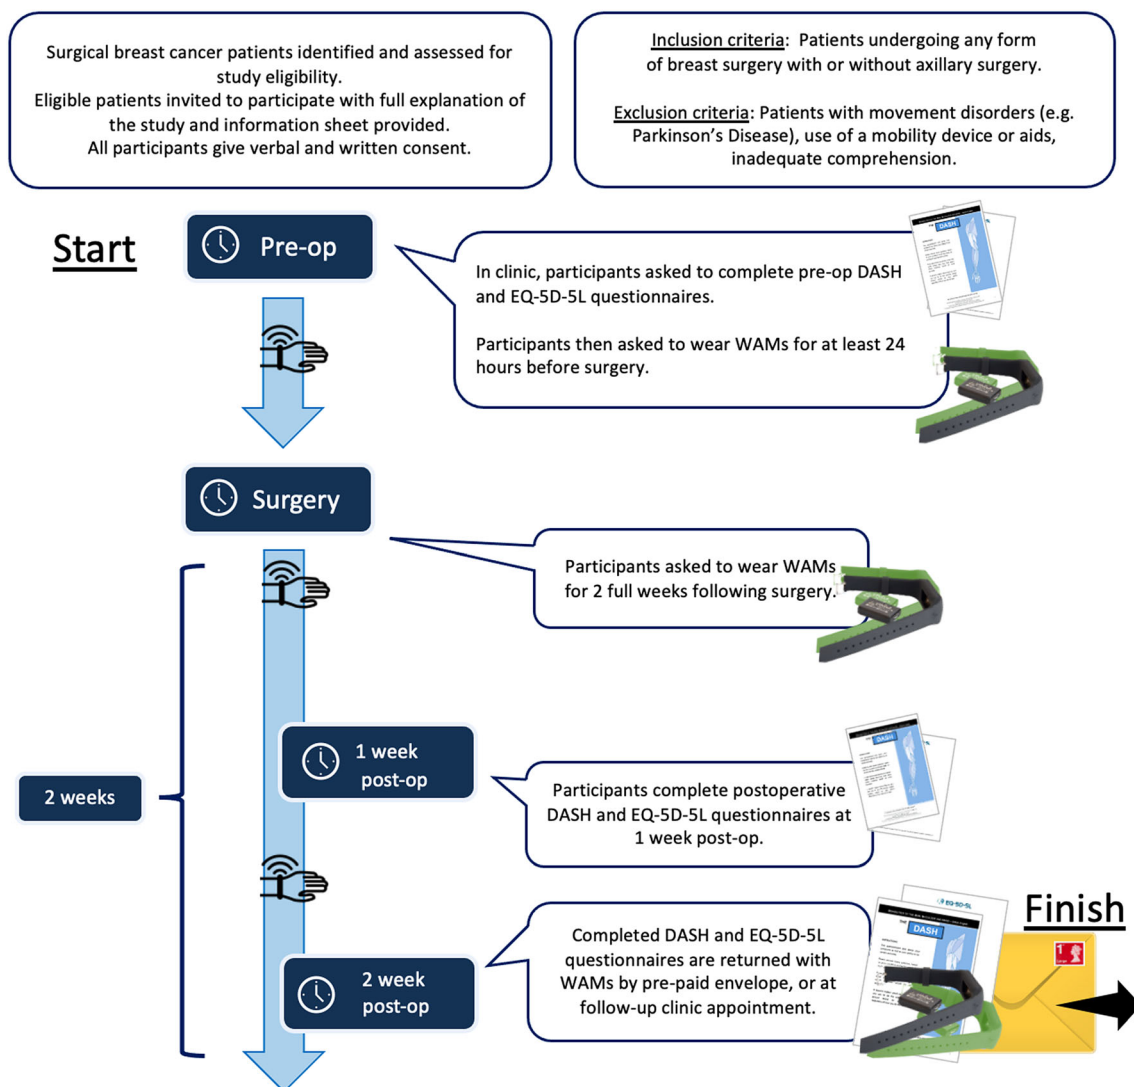 Surgical breast cancer patients identified and assessed for
study eligibility.
Eligible patients invited to participate with full explanation of
the study and information sheet provided.
All participants give verbal and written consent.
Inclusion criteria:  Patients undergoing any form
of breast surgery with or without axillary surgery.
Exclusion criteria: Patients with movement disorders (e.g.
Parkinson's Disease), use of a mobility device or aids,
inadequate comprehension.
Start
Pre-op
In clinic, participants asked to complete pre-op DASH
and EQ-5D-5L questionnaires.
Participants then asked to wear WAMs for at least 24
hours before surgery.
THE
DASH
Surgery
Participants asked to wear WAMs
for 2 full weeks following surgery.
1 week
post-op
2 weeks
Participants complete postoperative
DASH and EQ-5D-5L questionnaires at
1 week post-op.
THE
DASH
2 week
post-op
Completed DASH and EQ-5D-5L
questionnaires are returned with
WAMs by pre-paid envelope, or at
follow-up clinic appointment.
EQ-5D-5L
THE
DASH
Finish
1